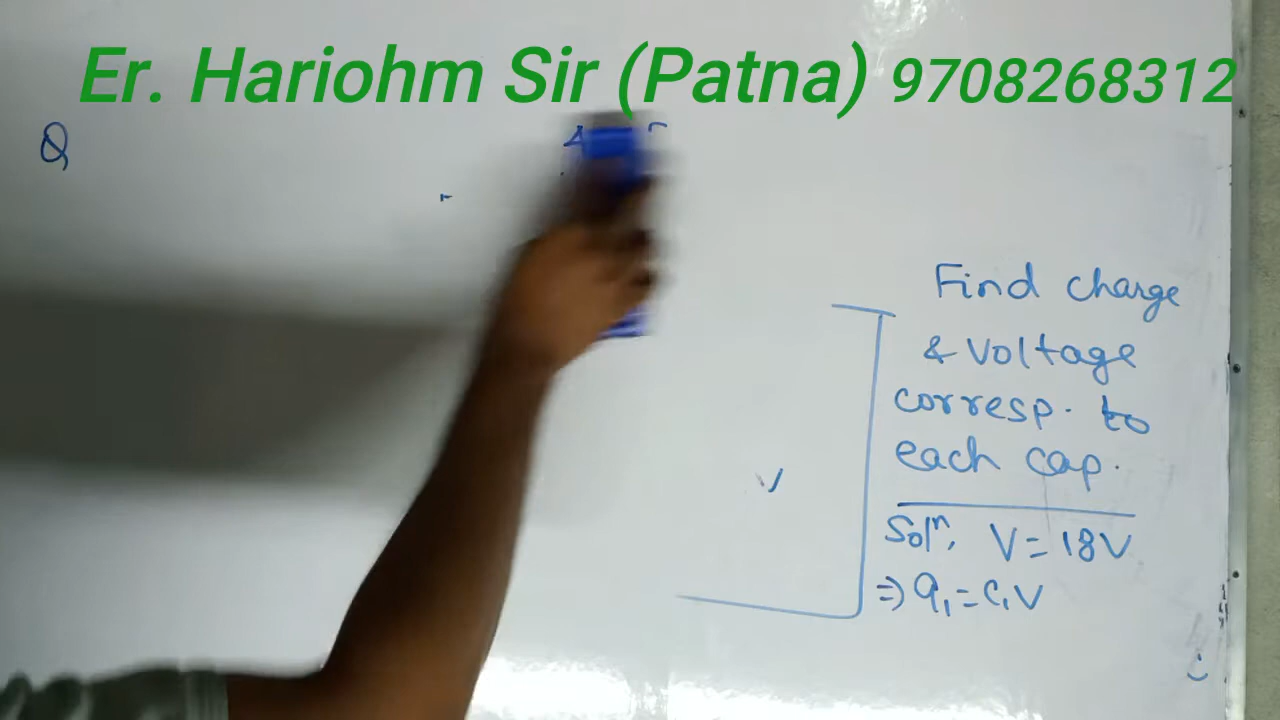 Er. Hariohm Sir (Patna) 9708268312
Q
Find charge
& voltage
corresp. to
each cap.
Solⁿ, V = 18V
⇒ q₁ = C₁V